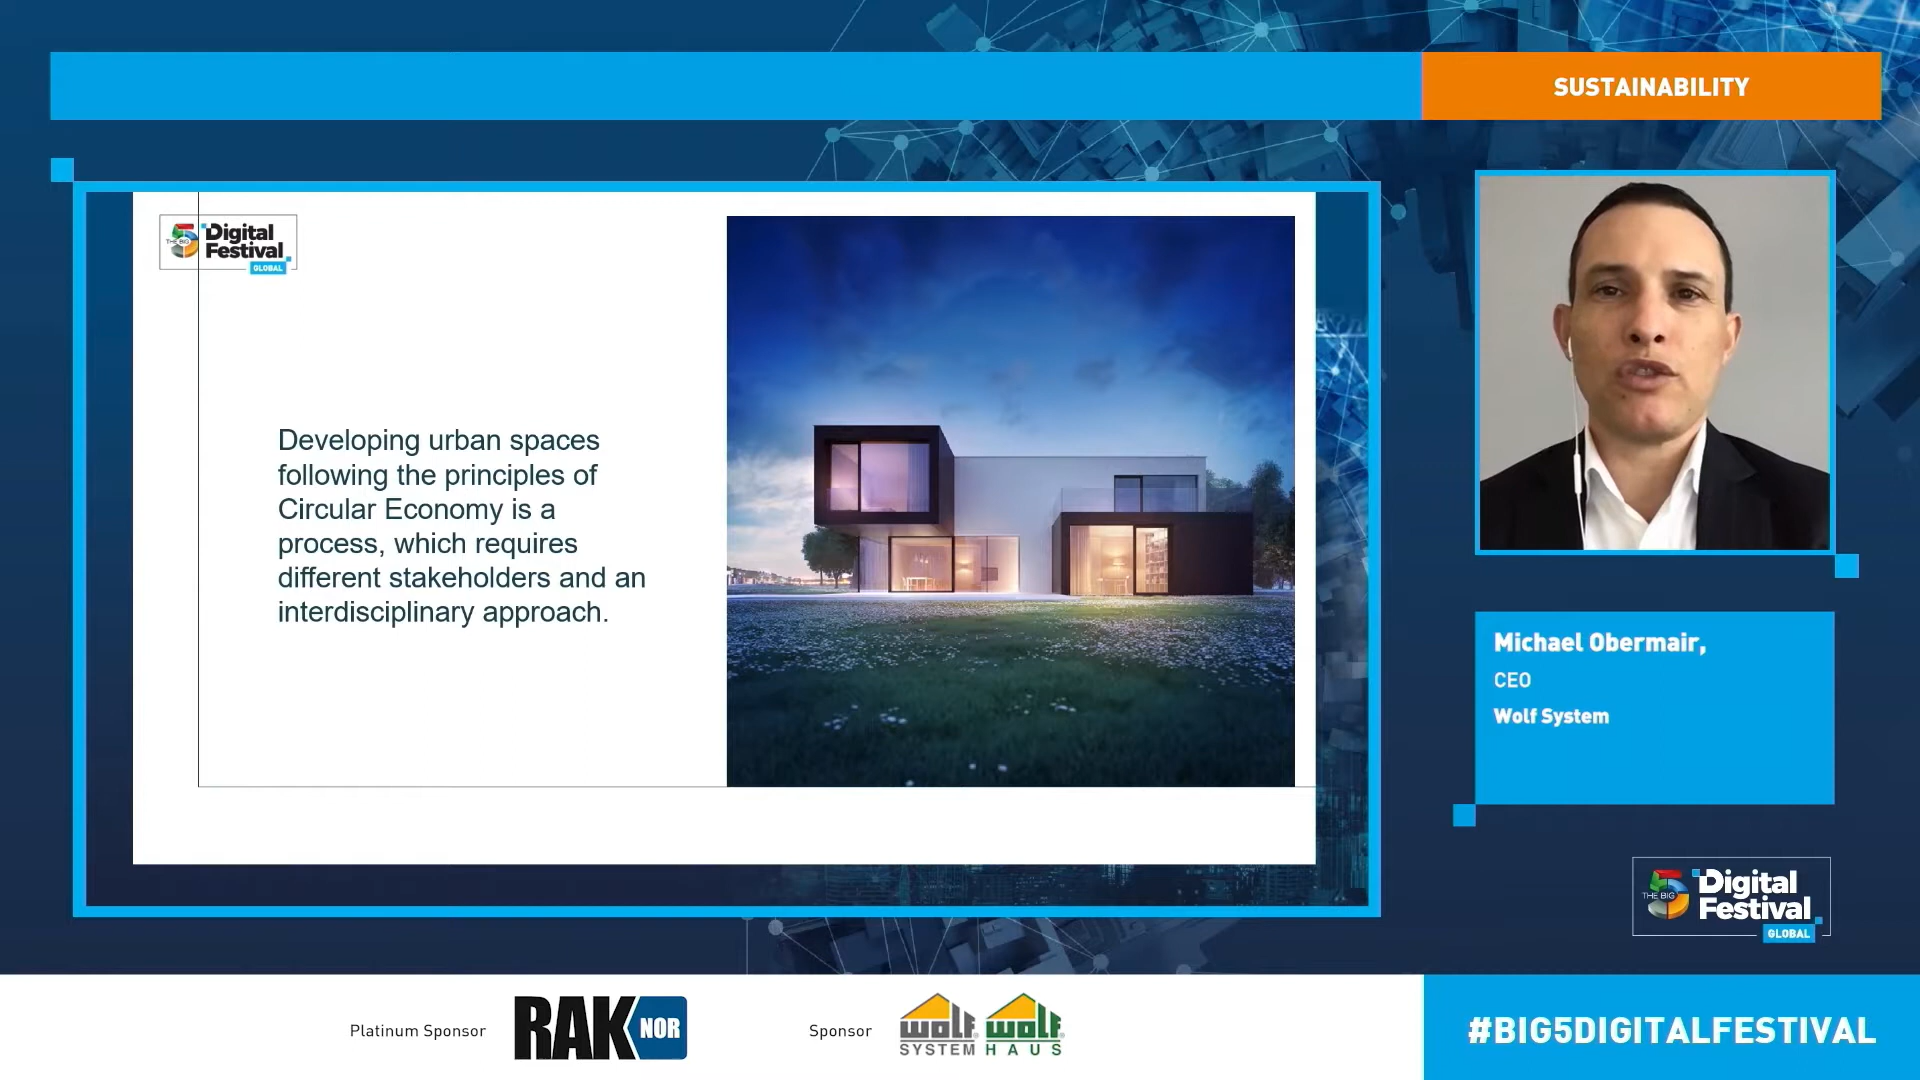 SUSTAINABILITY
THE BIG 5 Digital
Festival
GLOBAL
Developing urban spaces
following the principles of
Circular Economy is a
process, which requires
different stakeholders and an
interdisciplinary approach.
Michael Obermair,
CEO
Wolf System
THE BIG 5 Digital
Festival
GLOBAL
Platinum Sponsor
RAK NOR
Sponsor
wolf
SYSTEM
wolf
HAUS
#BIG5DIGITALFESTIVAL